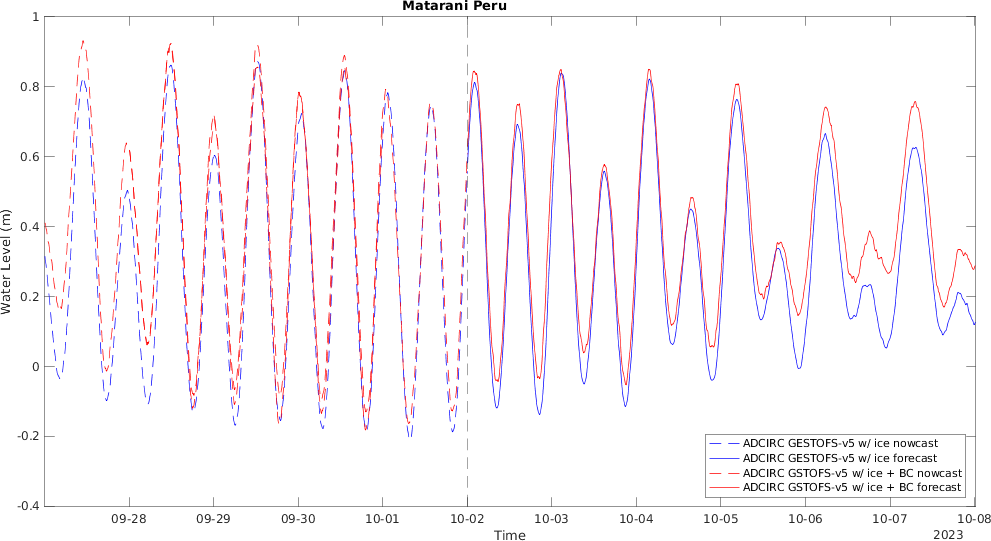 Matarani Peru
1
0.8
0.6
0.4
0.2
0
-0.2
-0.4
Water Level (m)
ADCIRC GESTOFS-v5 w/ ice nowcast
ADCIRC GESTOFS-v5 w/ ice forecast
ADCIRC GSTOFS-v5 w/ ice + BC nowcast
ADCIRC GSTOFS-v5 w/ ice + BC forecast
09-28 09-29 09-30 10-01 10-02 10-03 10-04 10-05 10-06 10-07 10-08
Time
2023